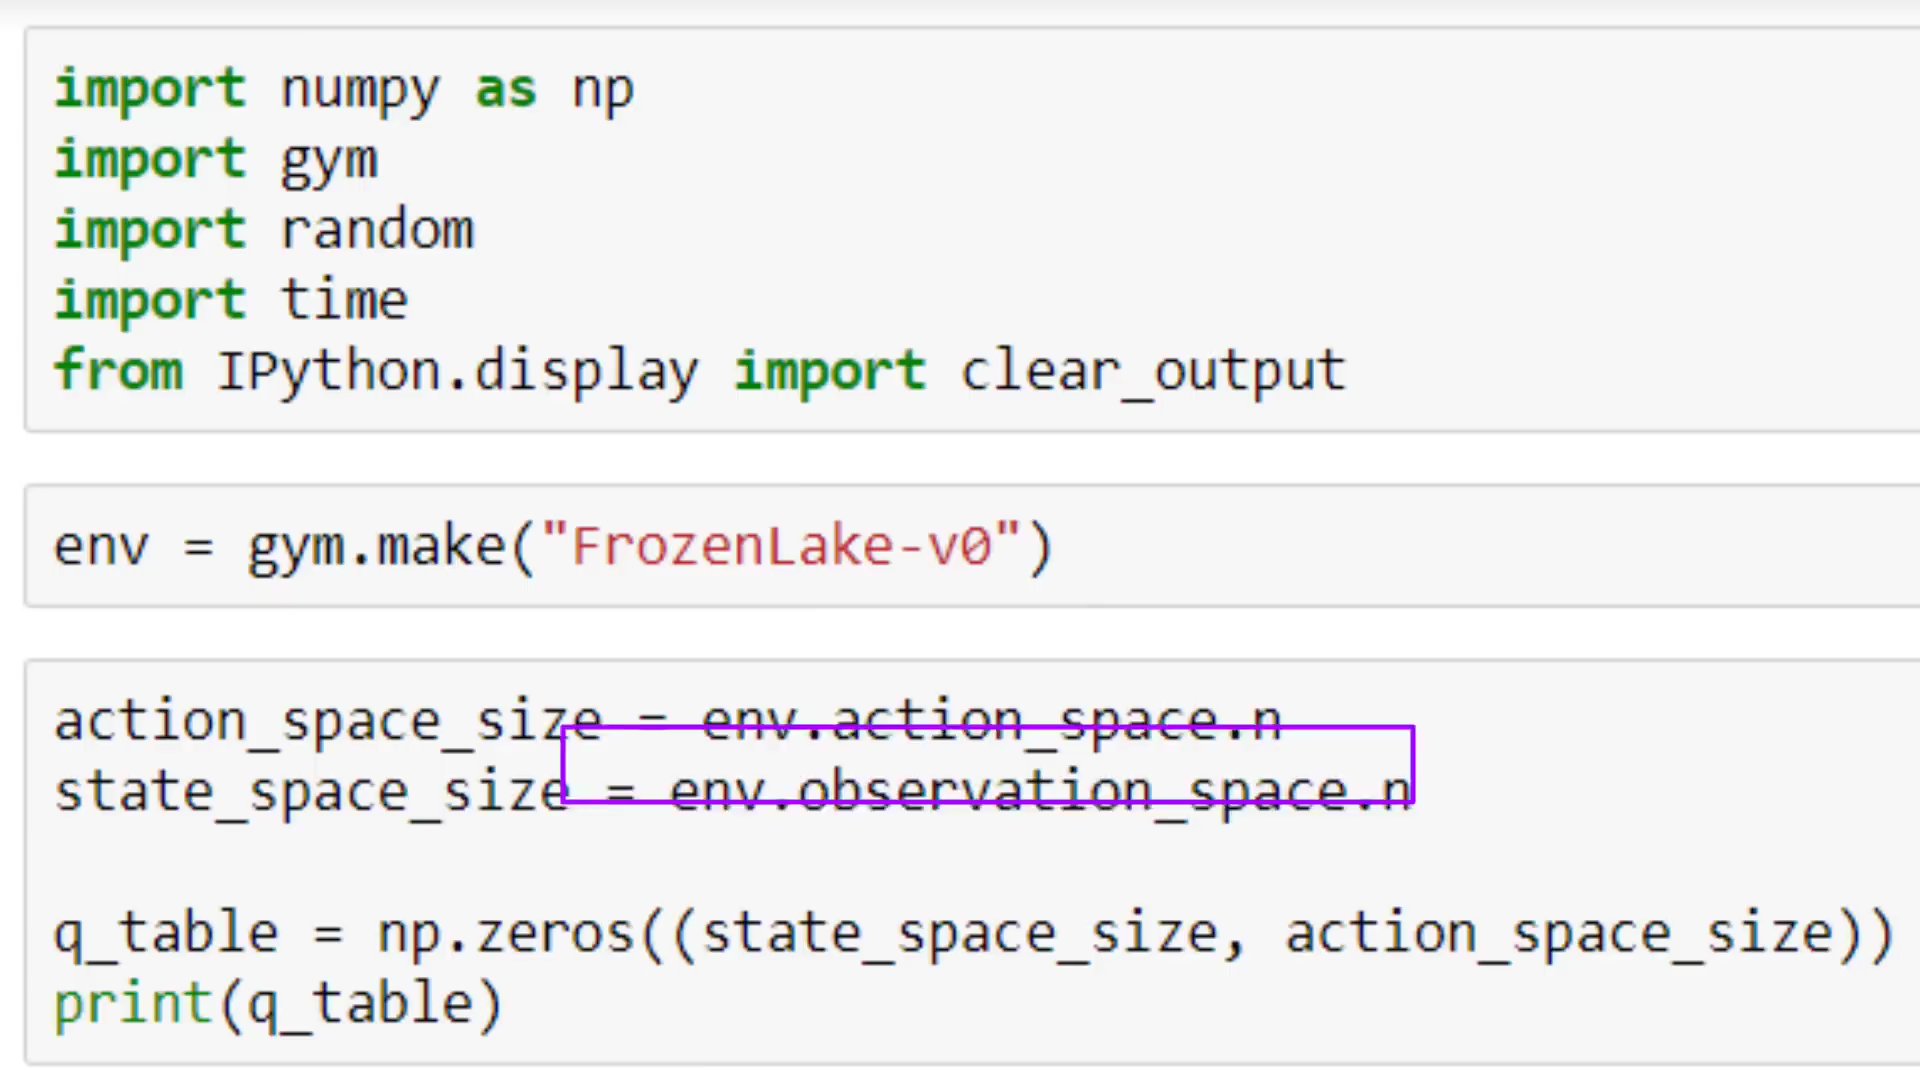 import numpy as np
import gym
import random
import time
from IPython.display import clear_output
env = gym.make("FrozenLake-v0")
action_space_size = env.action_space.n
state_space_size = env.observation_space.n
q_table = np.zeros((state_space_size, action_space_size))
print(q_table)